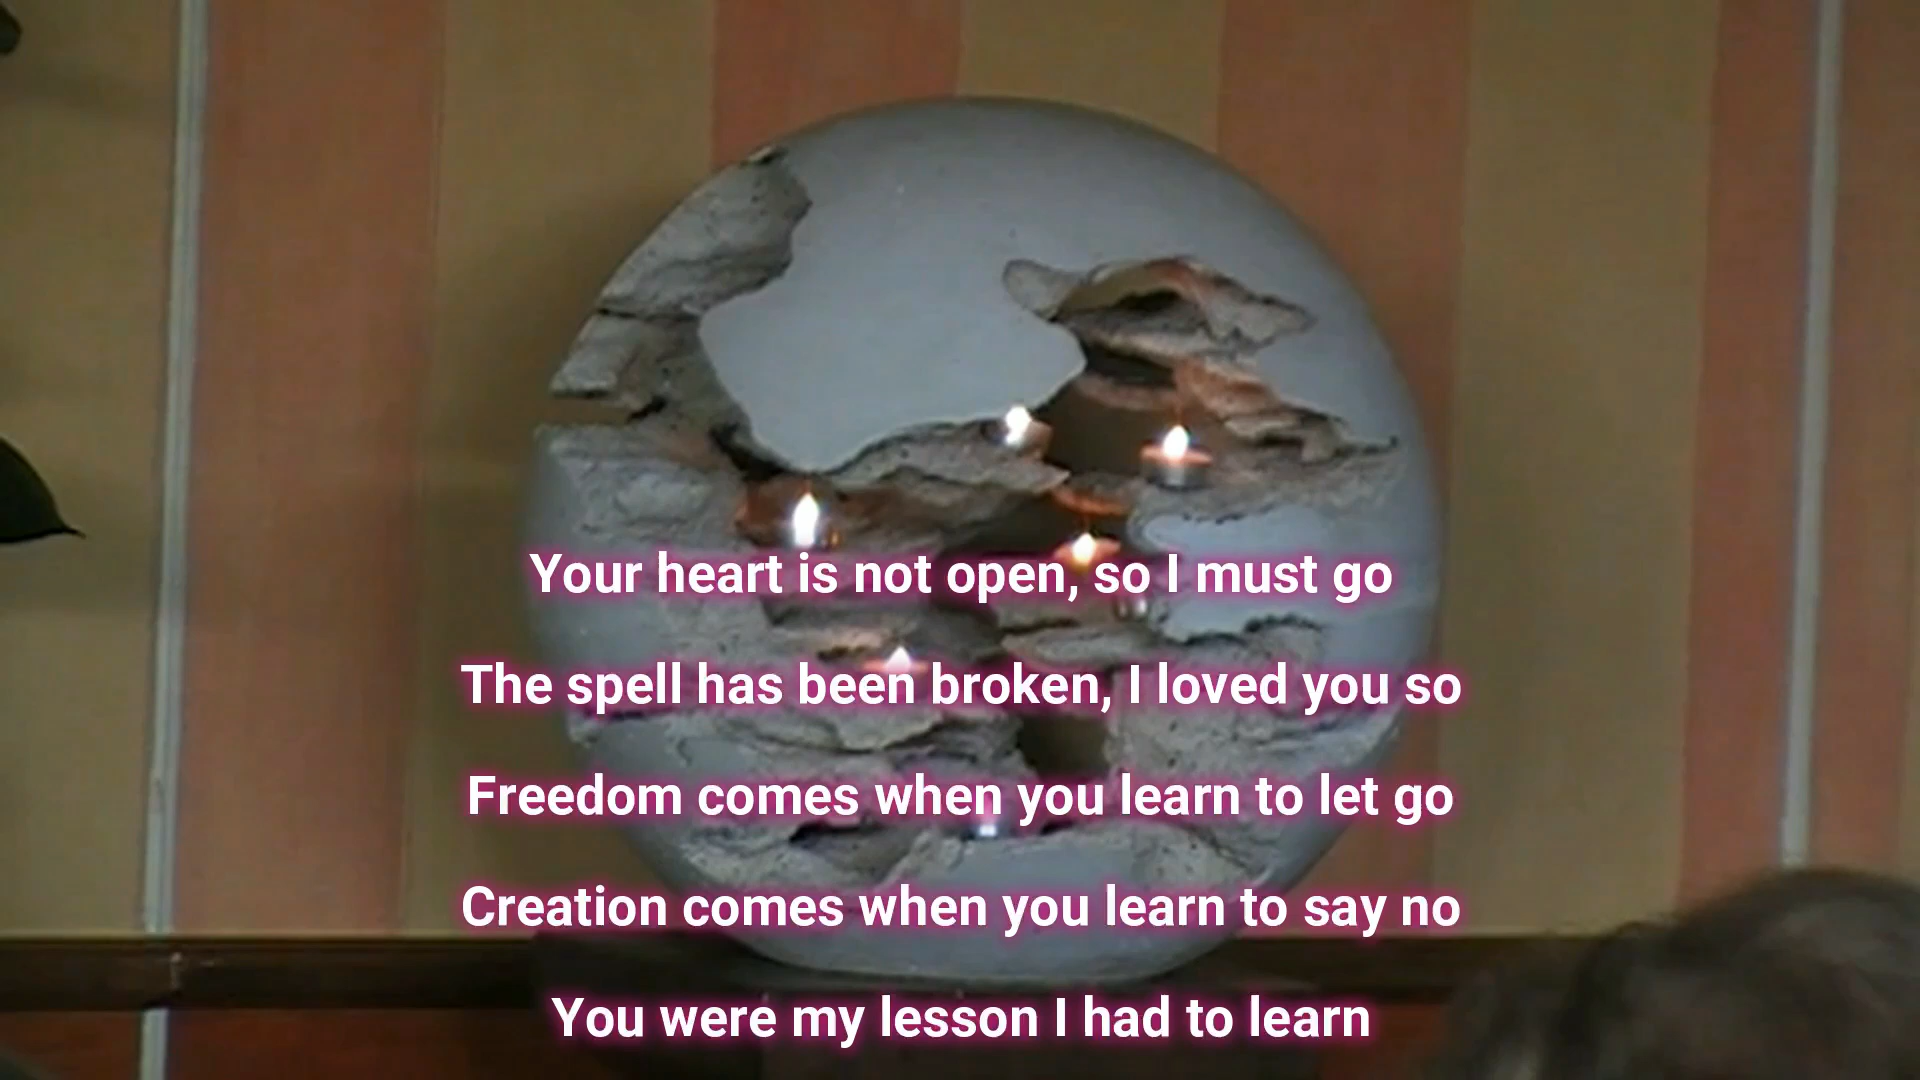 Your heart is not open, so I must go
The spell has been broken, I loved you so
Freedom comes when you learn to let go
Creation comes when you learn to say no
You were my lesson I had to learn